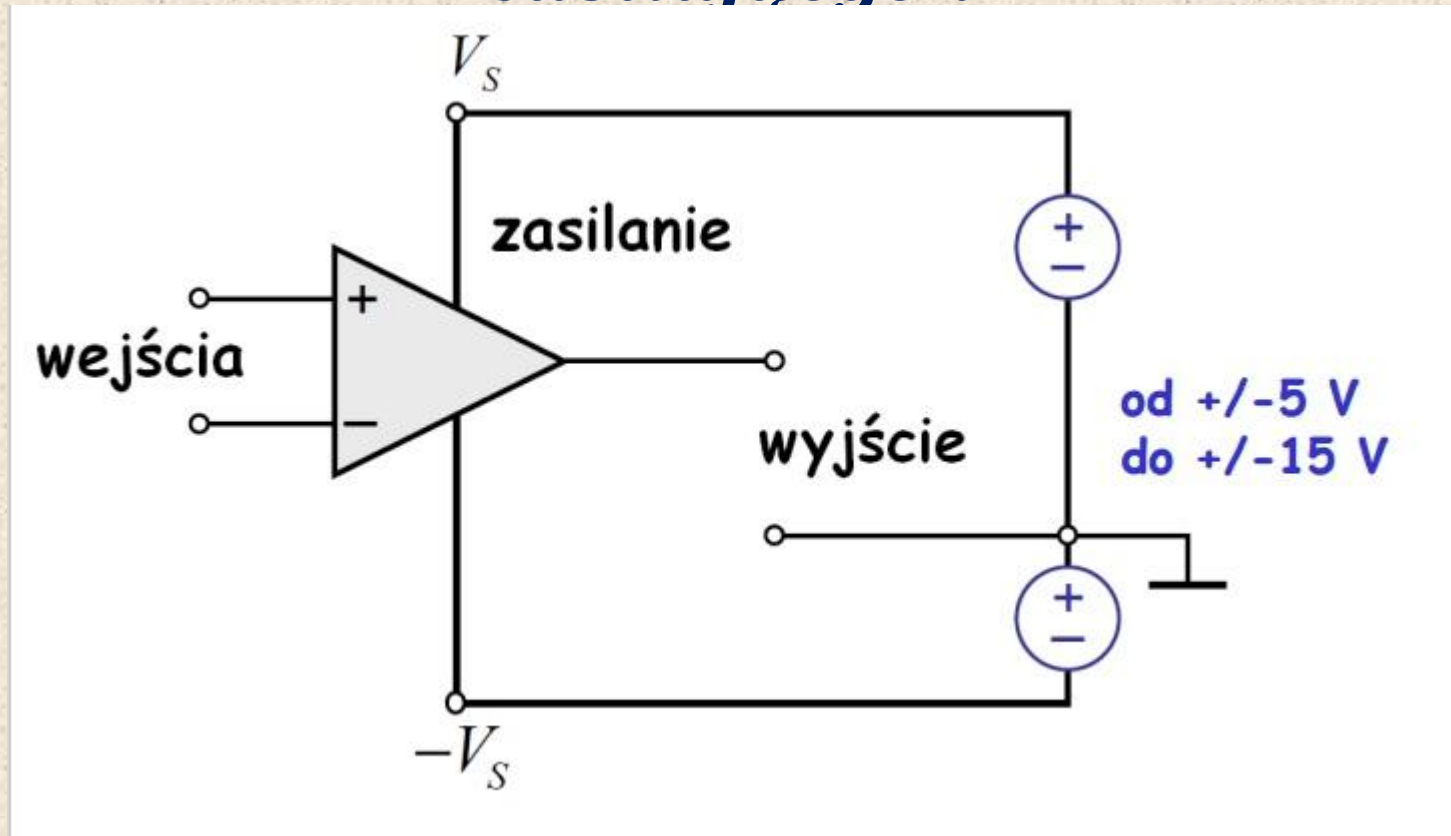 V_S
zasilanie
+
−
+
−
wejścia
wyjście
od +/-5 V
do +/-15 V
+
−
−V_S